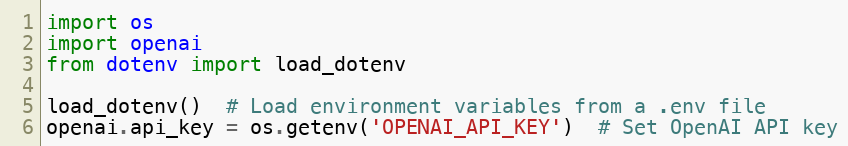 1 import os
2 import openai
3 from dotenv import load_dotenv
4
5 load_dotenv()  # Load environment variables from a .env file
6 openai.api_key = os.getenv('OPENAI_API_KEY')  # Set OpenAI API key